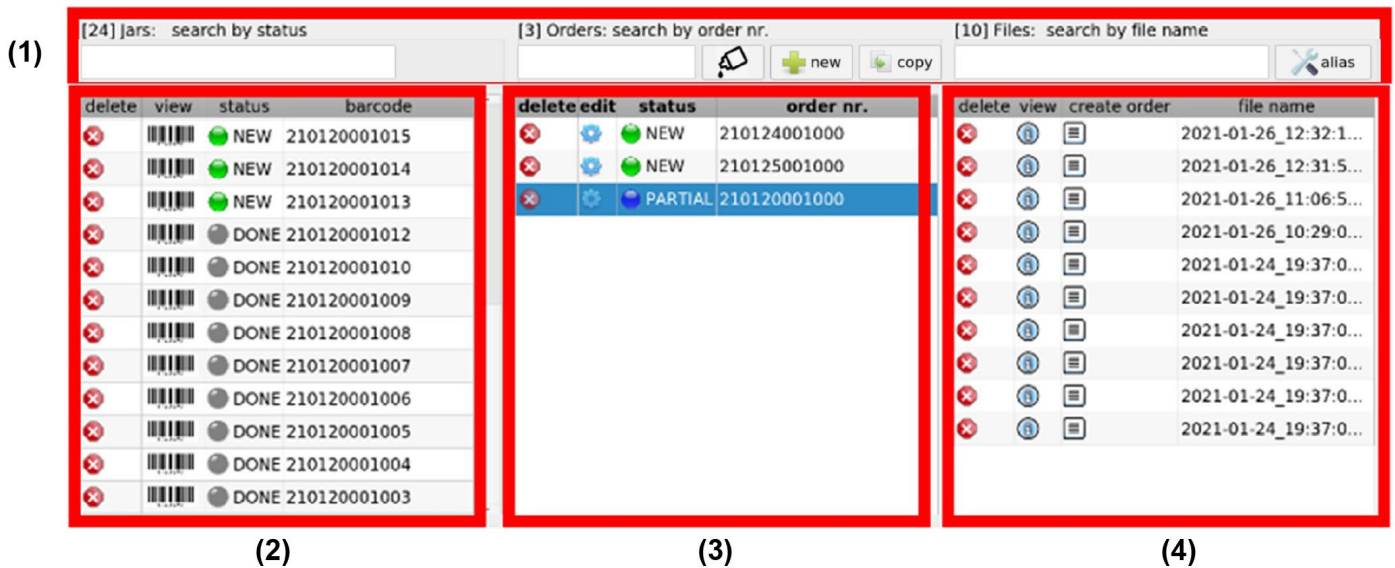 (1)
[24] Jars: search by status [3] Orders: search by order nr. [10] Files: search by file name
new copy alias
delete view status barcode
NEW 210120001015
NEW 210120001014
NEW 210120001013
DONE 210120001012
DONE 210120001010
DONE 210120001009
DONE 210120001008
DONE 210120001007
DONE 210120001006
DONE 210120001005
DONE 210120001004
DONE 210120001003
(2)
delete edit status order nr.
NEW 210124001000
NEW 210125001000
PARTIAL 210120001000
(3)
delete view create order file name
2021-01-26_12:32:1...
2021-01-26_12:31:5...
2021-01-26_11:06:5...
2021-01-26_10:29:0...
2021-01-24_19:37:0...
2021-01-24_19:37:0...
2021-01-24_19:37:0...
2021-01-24_19:37:0...
2021-01-24_19:37:0...
2021-01-24_19:37:0...
(4)